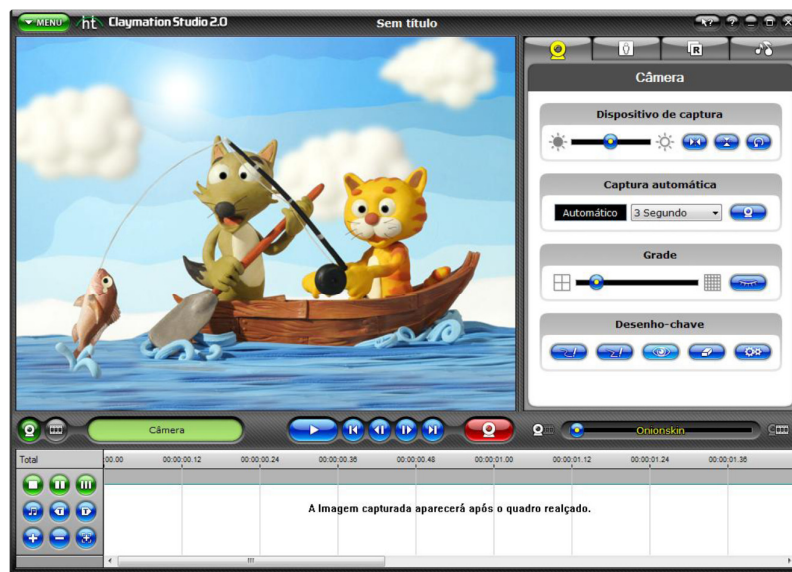 MENU ht Claymation Studio 2.0 Sem título
Câmera
Dispositivo de captura
Captura automática
Automático 3 Segundo
Grade
Desenho-chave
Câmera Onionskin
Total 00.00 00:00:00.12 00:00:00.24 00:00:00.36 00:00:00.48 00:00:01.00 00:00:01.12 00:00:01.24 00:00:01.36
A Imagem capturada aparecerá após o quadro realçado.